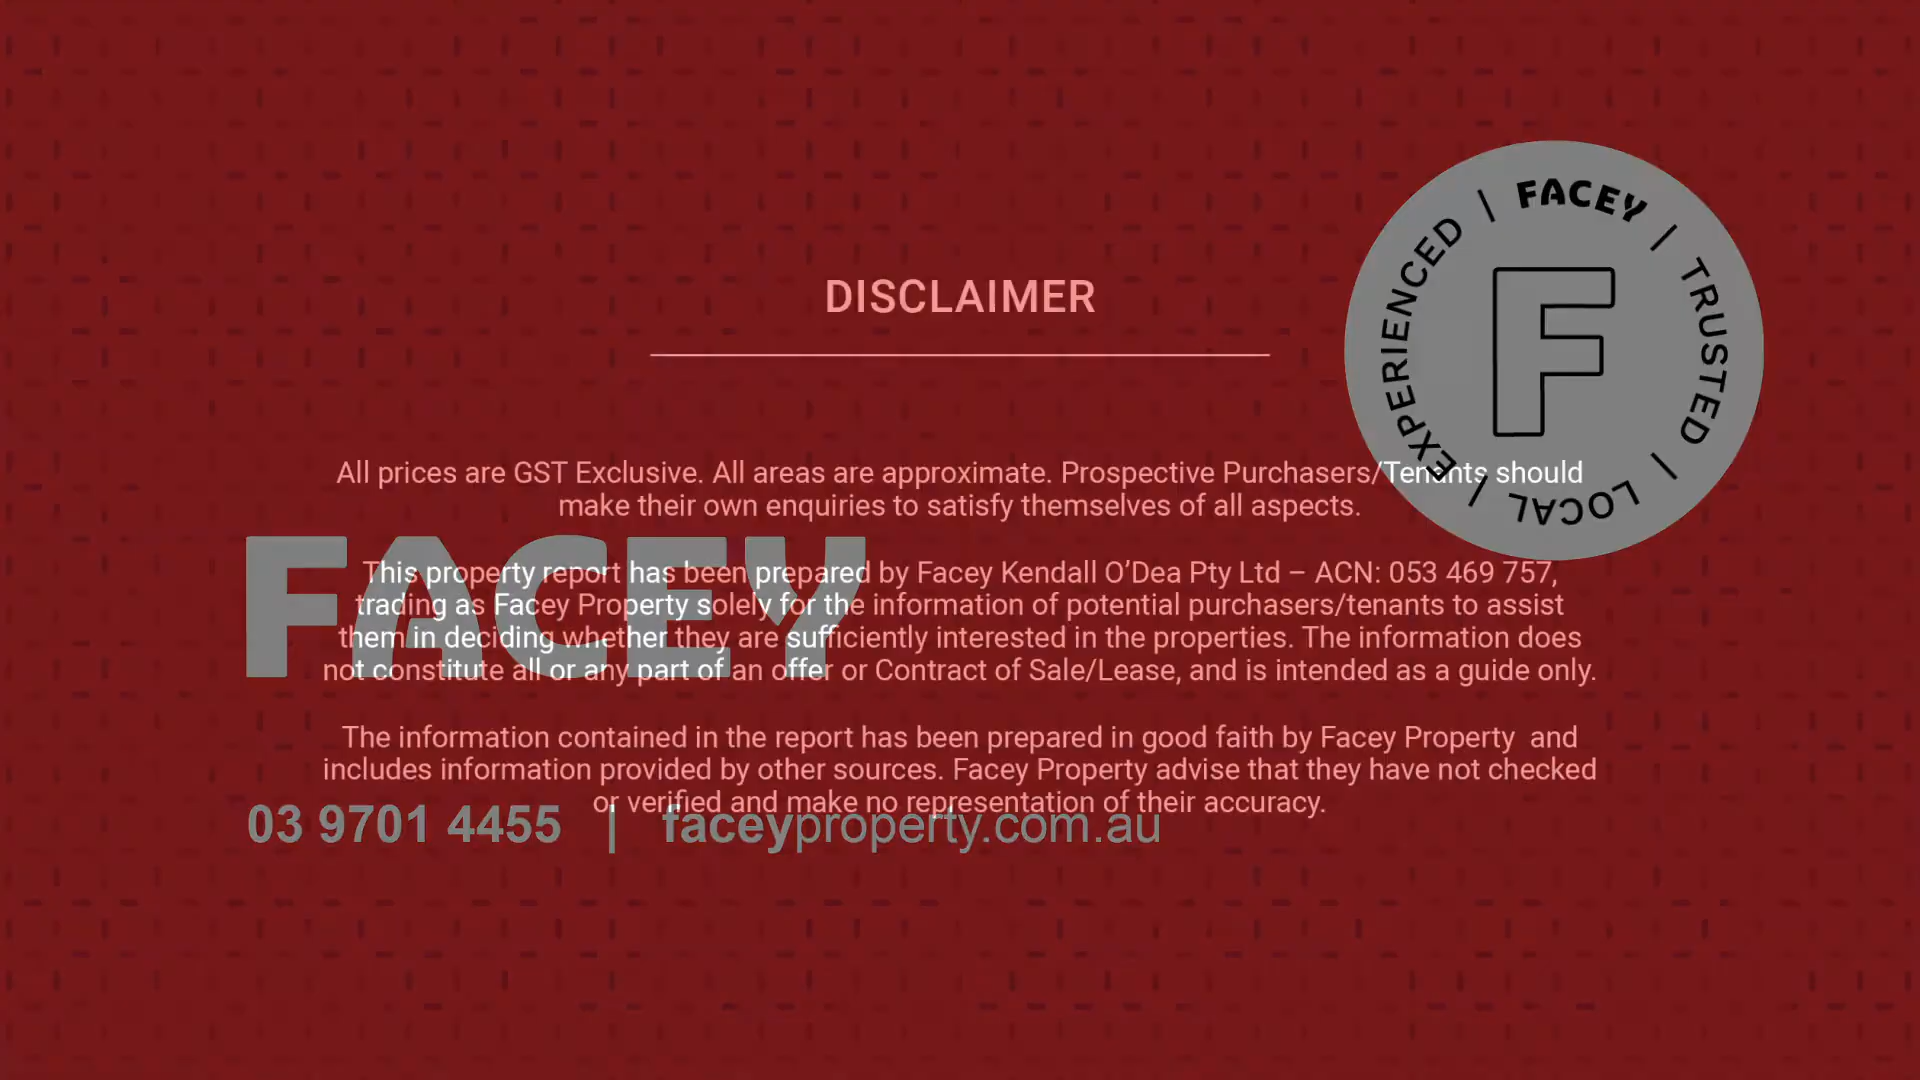 FACEY | TRUSTED | LOCAL | EXPERIENCED |
F
DISCLAIMER
All prices are GST Exclusive. All areas are approximate. Prospective Purchasers/Tenants should
make their own enquiries to satisfy themselves of all aspects.
FACEY
This property report has been prepared by Facey Kendall O’Dea Pty Ltd – ACN: 053 469 757,
trading as Facey Property solely for the information of potential purchasers/tenants to assist
them in deciding whether they are sufficiently interested in the properties. The information does
not constitute all or any part of an offer or Contract of Sale/Lease, and is intended as a guide only.
The information contained in the report has been prepared in good faith by Facey Property and
includes information provided by other sources. Facey Property advise that they have not checked
or verified and make no representation of their accuracy.
03 9701 4455 | faceyproperty.com.au